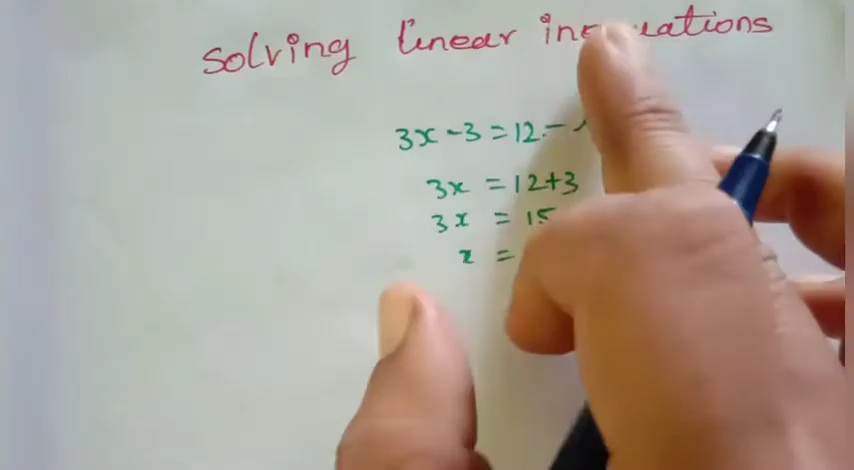 solving linear
3x - 3 = 12 -
3x = 12+3
3x = 15
x =